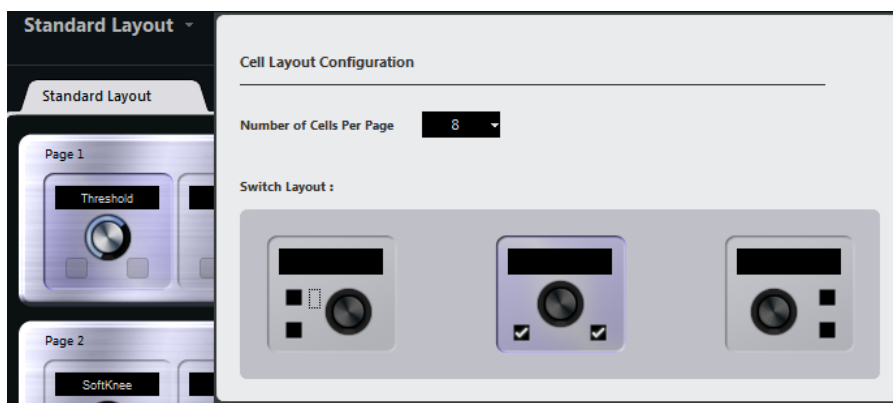 Standard Layout
Standard Layout
Page 1
Threshold
Page 2
SoftKnee
Cell Layout Configuration
Number of Cells Per Page 8
Switch Layout :